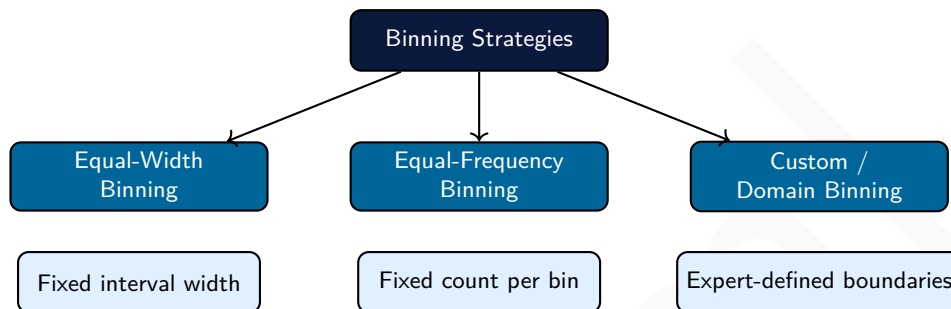 Binning Strategies
Equal-Width
Binning
Equal-Frequency
Binning
Custom /
Domain Binning
Fixed interval width
Fixed count per bin
Expert-defined boundaries